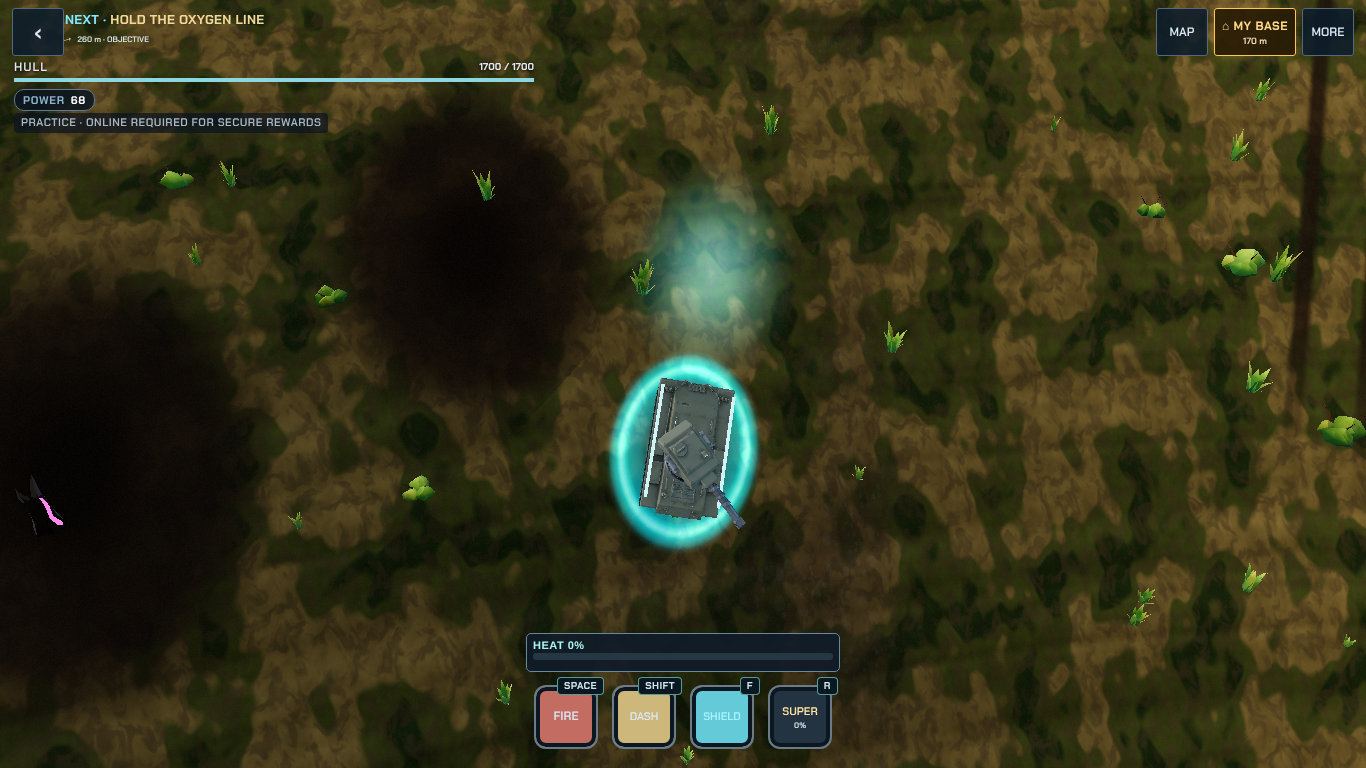 ‹
NEXT · HOLD THE OXYGEN LINE
→ 260 m · OBJECTIVE
HULL
1700 / 1700
POWER 68
PRACTICE · ONLINE REQUIRED FOR SECURE REWARDS
MAP
⌂ MY BASE
170 m
MORE
HEAT 0%
SPACE
FIRE
SHIFT
DASH
F
SHIELD
R
SUPER
0%